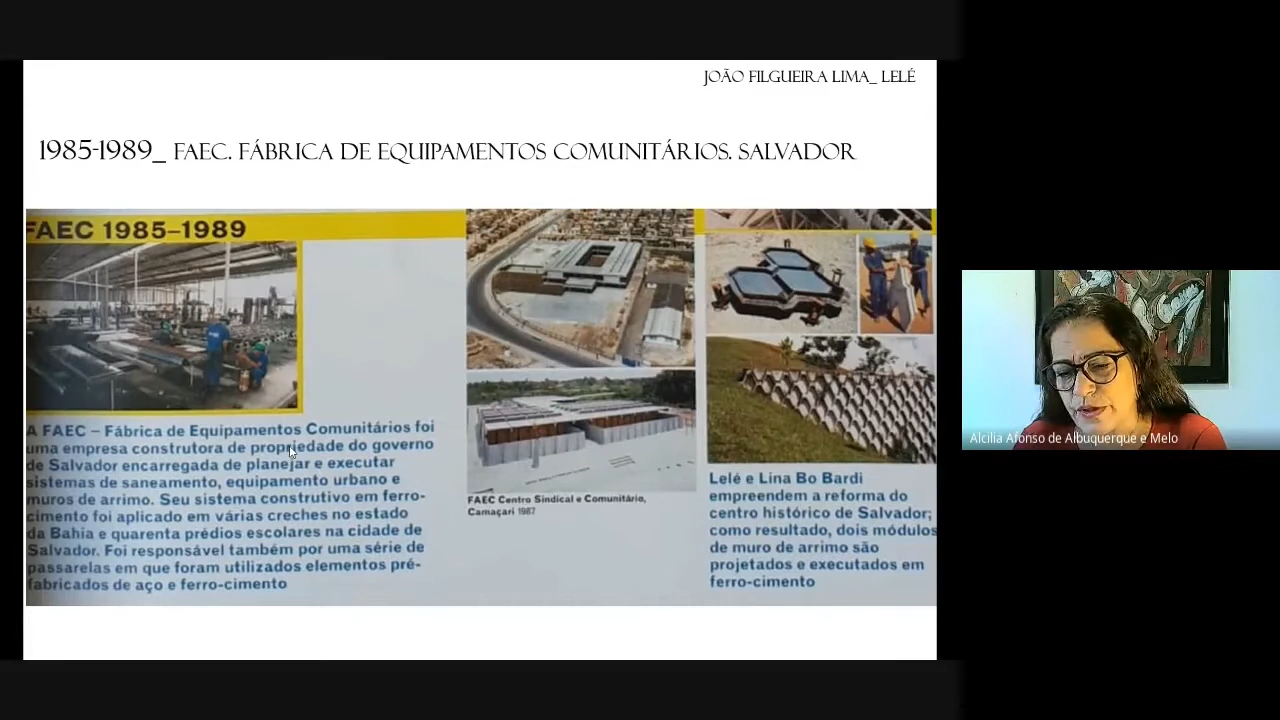 JOÃO FILGUEIRA LIMA_ LELÉ
1985-1989_ FAEC. FÁBRICA DE EQUIPAMENTOS COMUNITÁRIOS. SALVADOR
FAEC 1985–1989
A FAEC – Fábrica de Equipamentos Comunitários foi
uma empresa construtora de propriedade do governo
de Salvador encarregada de planejar e executar
sistemas de saneamento, equipamento urbano e
muros de arrimo. Seu sistema construtivo em ferro-
cimento foi aplicado em várias creches no estado
da Bahia e quarenta prédios escolares na cidade de
Salvador. Foi responsável também por uma série de
passarelas em que foram utilizados elementos pré-
fabricados de aço e ferro-cimento
FAEC Centro Sindical e Comunitário,
Camaçari 1987
Lelé e Lina Bo Bardi
empreendem a reforma do
centro histórico de Salvador;
como resultado, dois módulos
de muro de arrimo são
projetados e executados em
ferro-cimento
Alcilia Afonso de Albuquerque e Melo